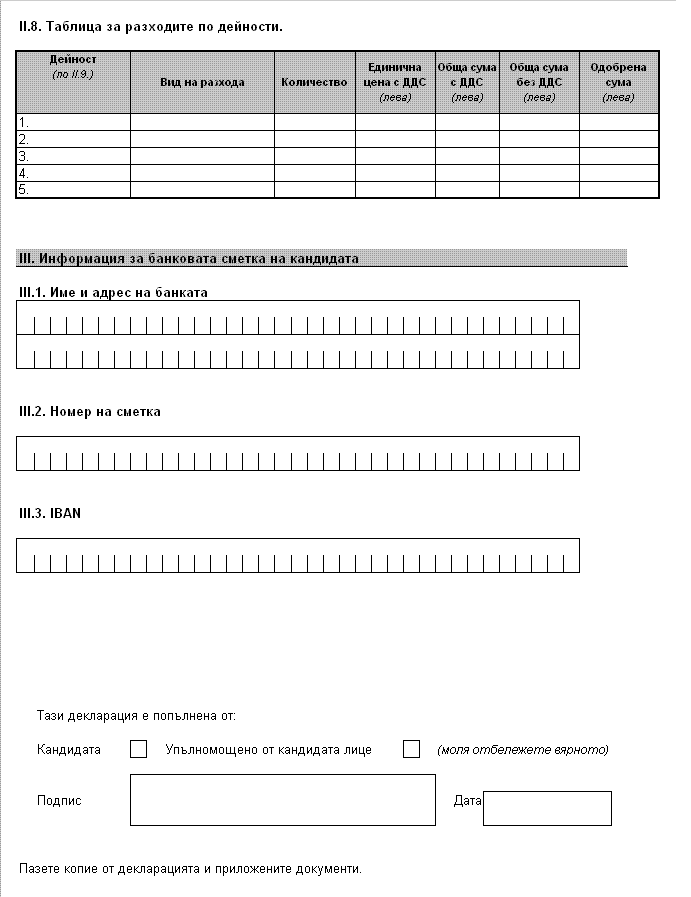 II.8. Таблица за разходите по дейности.
Дейност
(по II.9.)
Вид на разхода
Количество
Единична
цена с ДДС
(лева)
Обща сума
с ДДС
(лева)
Обща сума
без ДДС
(лева)
Одобрена
сума
(лева)
1.
2.
3.
4.
5.
III. Информация за банковата сметка на кандидата
III.1. Име и адрес на банката
III.2. Номер на сметка
III.3. IBAN
Тази декларация е попълнена от:
Кандидата Упълномощено от кандидата лице (моля отбележете вярното)
Подпис Дата
Пазете копие от декларацията и приложените документи.